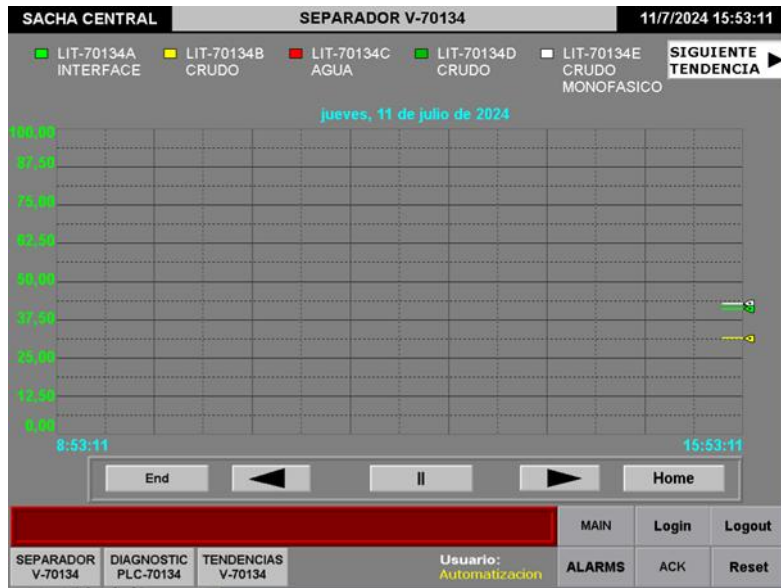 SACHA CENTRAL
SEPARADOR V-70134
11/7/2024 15:53:11
LIT-70134A
INTERFACE
LIT-70134B
CRUDO
LIT-70134C
AGUA
LIT-70134D
CRUDO
LIT-70134E
CRUDO
MONOFASICO
SIGUIENTE
TENDENCIA
jueves, 11 de julio de 2024
100,00
87,50
75,00
62,50
50,00
37,50
25,00
12,50
0,00
8:53:11
15:53:11
End
Home
MAIN
Login
Logout
SEPARADOR
V-70134
DIAGNOSTIC
PLC-70134
TENDENCIAS
V-70134
Usuario:
Automatizacion
ALARMS
ACK
Reset